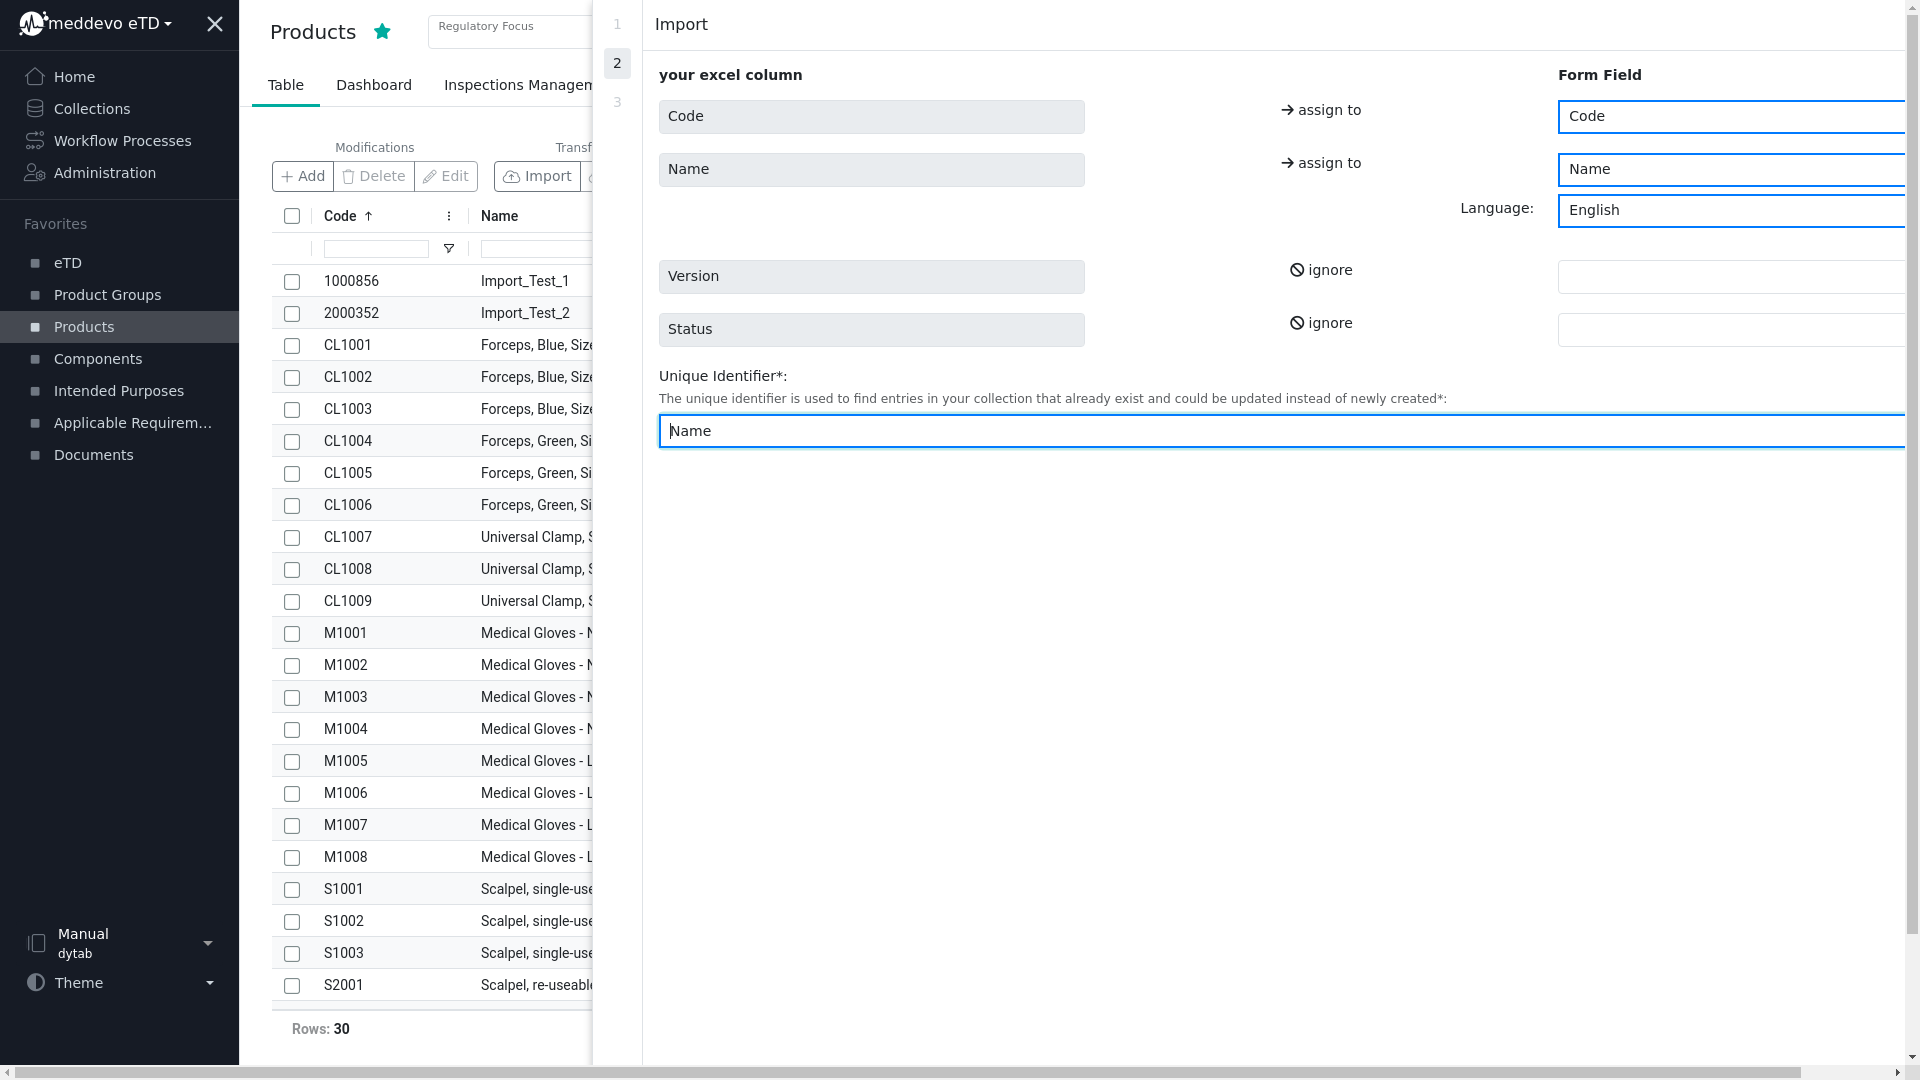 meddevo eTD
Home
Collections
Workflow Processes
Administration
Favorites
eTD
Product Groups
Products
Components
Intended Purposes
Applicable Requirem...
Documents
Manual
dytab
Theme
Products
Regulatory Focus
Table
Dashboard
Inspections Managem
Modifications
Transf
Add
Delete
Edit
Import
Code
Name
1000856 Import_Test_1
2000352 Import_Test_2
CL1001 Forceps, Blue, Size
CL1002 Forceps, Blue, Size
CL1003 Forceps, Blue, Size
CL1004 Forceps, Green, Si
CL1005 Forceps, Green, Si
CL1006 Forceps, Green, Si
CL1007 Universal Clamp, S
CL1008 Universal Clamp, S
CL1009 Universal Clamp, S
M1001 Medical Gloves - N
M1002 Medical Gloves - N
M1003 Medical Gloves - N
M1004 Medical Gloves - N
M1005 Medical Gloves - L
M1006 Medical Gloves - L
M1007 Medical Gloves - L
M1008 Medical Gloves - L
S1001 Scalpel, single-use
S1002 Scalpel, single-use
S1003 Scalpel, single-use
S2001 Scalpel, re-useable
Rows: 30
1
2
3
Import
your excel column
Form Field
Code
assign to
Code
Name
assign to
Name
Language:
English
Version
ignore
Status
ignore
Unique Identifier*:
The unique identifier is used to find entries in your collection that already exist and could be updated instead of newly created*:
Name